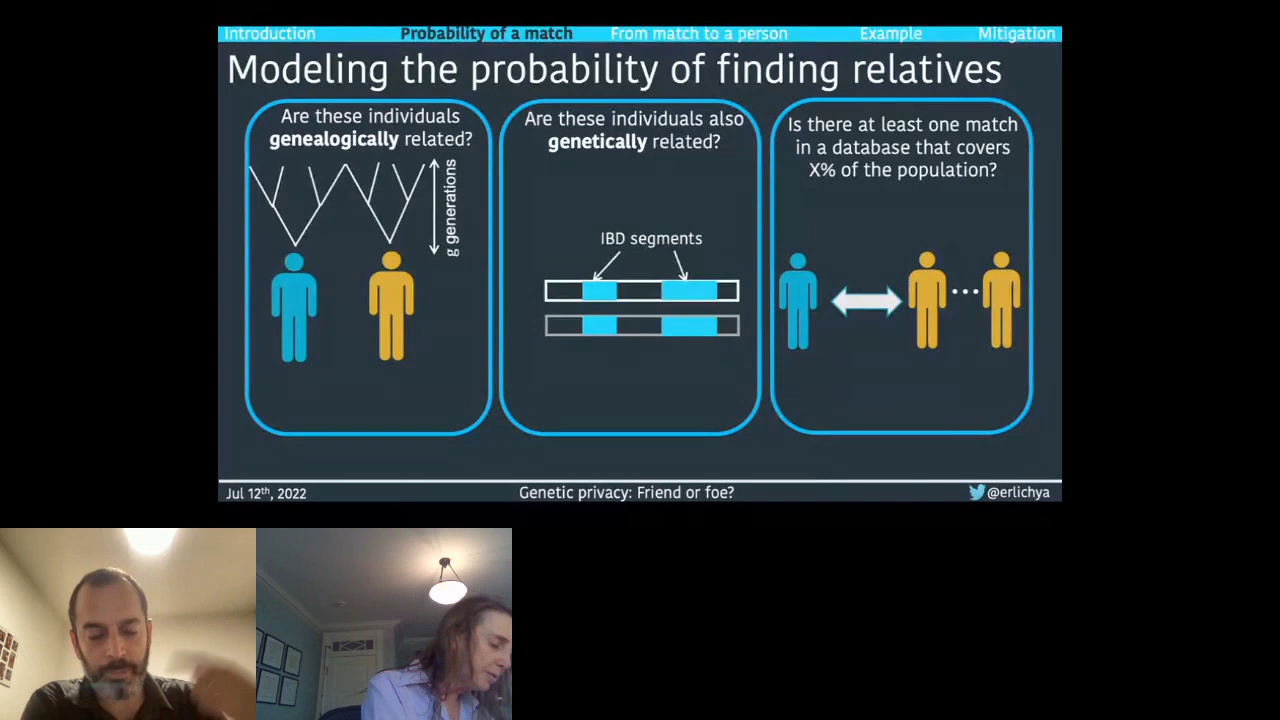 Introduction
Probability of a match
From match to a person
Example
Mitigation
Modeling the probability of finding relatives
Are these individuals
genealogically related?
g generations
Are these individuals also
genetically related?
IBD segments
Is there at least one match
in a database that covers
X% of the population?
...
Jul 12th, 2022
Genetic privacy: Friend or foe?
@erlichya